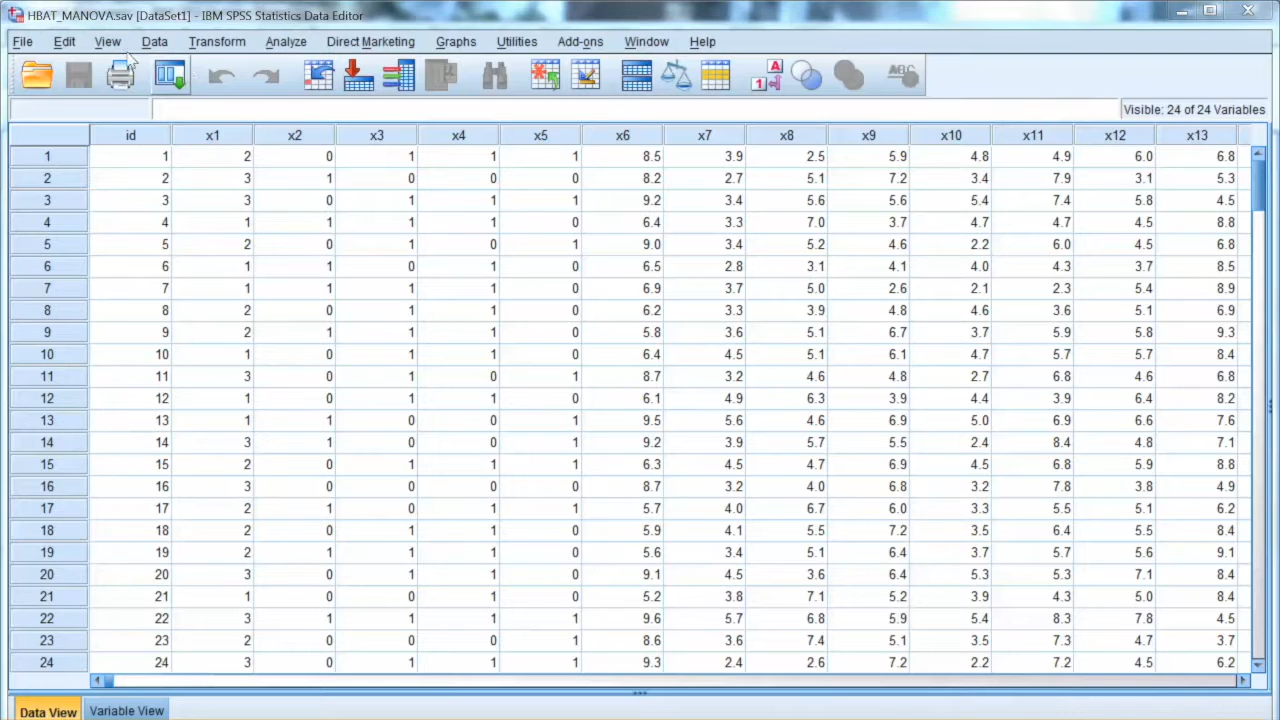 HBAT_MANOVA.sav [DataSet1] - IBM SPSS Statistics Data Editor
File Edit View Data Transform Analyze Direct Marketing Graphs Utilities Add-ons Window Help
A
1
ABC
Visible: 24 of 24 Variables
id x1 x2 x3 x4 x5 x6 x7 x8 x9 x10 x11 x12 x13
1 1 2 0 1 1 1 8.5 3.9 2.5 5.9 4.8 4.9 6.0 6.8
2 2 3 1 0 0 0 8.2 2.7 5.1 7.2 3.4 7.9 3.1 5.3
3 3 3 0 1 1 1 9.2 3.4 5.6 5.6 5.4 7.4 5.8 4.5
4 4 1 1 1 1 0 6.4 3.3 7.0 3.7 4.7 4.7 4.5 8.8
5 5 2 0 1 0 1 9.0 3.4 5.2 4.6 2.2 6.0 4.5 6.8
6 6 1 1 0 1 0 6.5 2.8 3.1 4.1 4.0 4.3 3.7 8.5
7 7 1 1 1 1 0 6.9 3.7 5.0 2.6 2.1 2.3 5.4 8.9
8 8 2 0 1 1 0 6.2 3.3 3.9 4.8 4.6 3.6 5.1 6.9
9 9 2 1 1 1 0 5.8 3.6 5.1 6.7 3.7 5.9 5.8 9.3
10 10 1 0 1 1 0 6.4 4.5 5.1 6.1 4.7 5.7 5.7 8.4
11 11 3 0 1 0 1 8.7 3.2 4.6 4.8 2.7 6.8 4.6 6.8
12 12 1 0 1 1 0 6.1 4.9 6.3 3.9 4.4 3.9 6.4 8.2
13 13 1 1 0 0 1 9.5 5.6 4.6 6.9 5.0 6.9 6.6 7.6
14 14 3 1 0 0 1 9.2 3.9 5.7 5.5 2.4 8.4 4.8 7.1
15 15 2 0 1 1 1 6.3 4.5 4.7 6.9 4.5 6.8 5.9 8.8
16 16 3 0 0 0 0 8.7 3.2 4.0 6.8 3.2 7.8 3.8 4.9
17 17 2 1 0 1 1 5.7 4.0 6.7 6.0 3.3 5.5 5.1 6.2
18 18 2 0 1 1 0 5.9 4.1 5.5 7.2 3.5 6.4 5.5 8.4
19 19 2 1 1 1 0 5.6 3.4 5.1 6.4 3.7 5.7 5.6 9.1
20 20 3 0 1 1 0 9.1 4.5 3.6 6.4 5.3 5.3 7.1 8.4
21 21 1 0 0 1 0 5.2 3.8 7.1 5.2 3.9 4.3 5.0 8.4
22 22 3 1 1 1 1 9.6 5.7 6.8 5.9 5.4 8.3 7.8 4.5
23 23 2 0 0 0 1 8.6 3.6 7.4 5.1 3.5 7.3 4.7 3.7
24 24 3 0 1 1 1 9.3 2.4 2.6 7.2 2.2 7.2 4.5 6.2
Data View Variable View